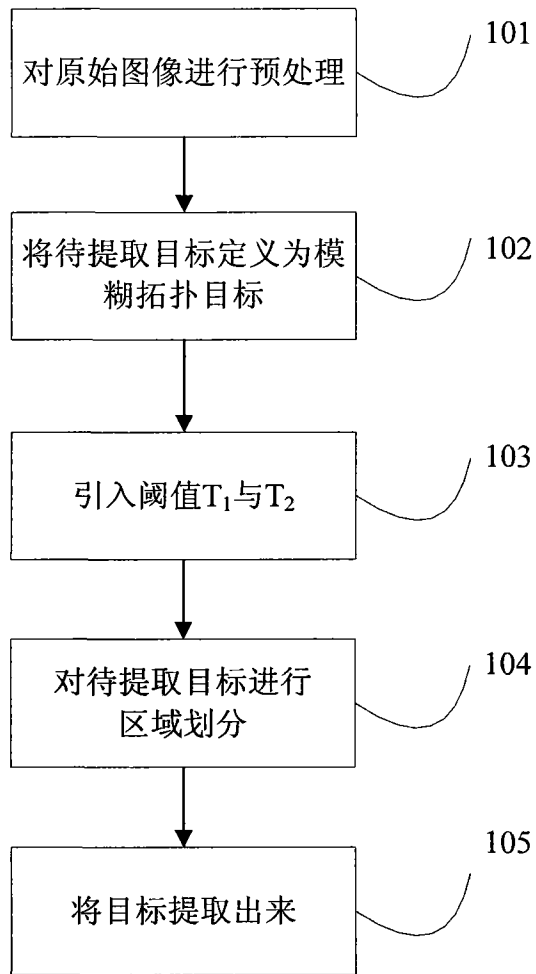 101
对原始图像进行预处理
102
将待提取目标定义为模
糊拓扑目标
103
引入阈值T₁与T₂
104
对待提取目标进行
区域划分
105
将目标提取出来